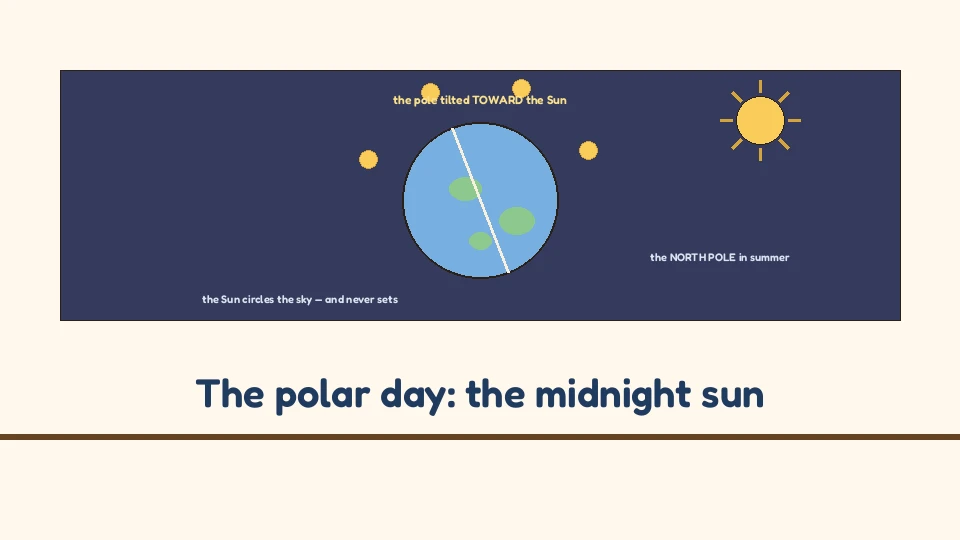 the pole tilted TOWARD the Sun
the NORTH POLE in summer
the Sun circles the sky — and never sets
The polar day: the midnight sun